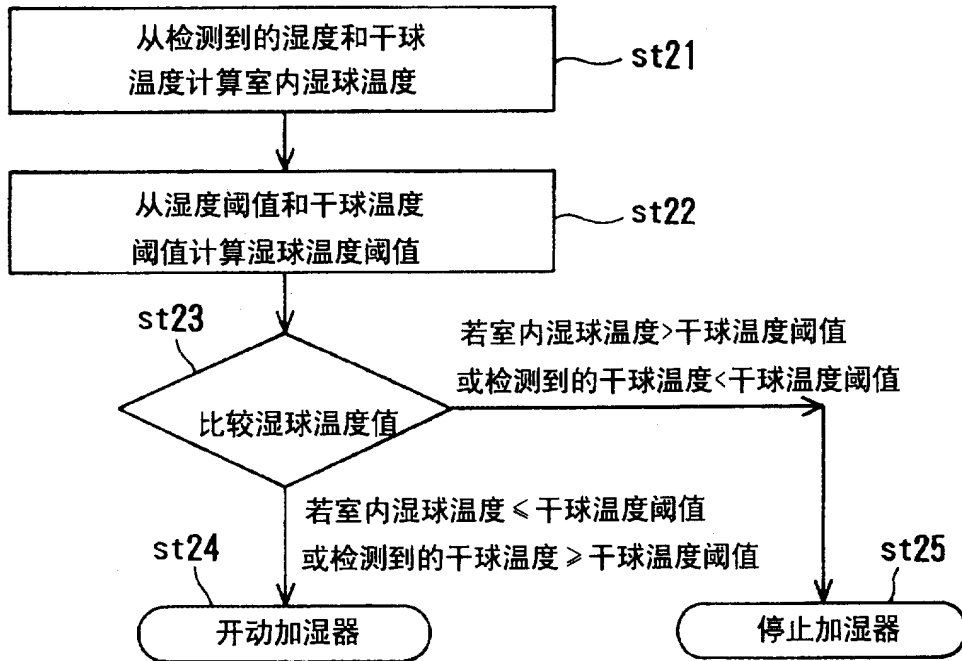 从检测到的湿度和干球
温度计算室内湿球温度
st21
从湿度阈值和干球温度
阈值计算湿球温度阈值
st22
st23
比较湿球温度值
若室内湿球温度>干球温度阈值
或检测到的干球温度<干球温度阈值
若室内湿球温度≤干球温度阈值
或检测到的干球温度≥干球温度阈值
st24
开动加湿器
st25
停止加湿器